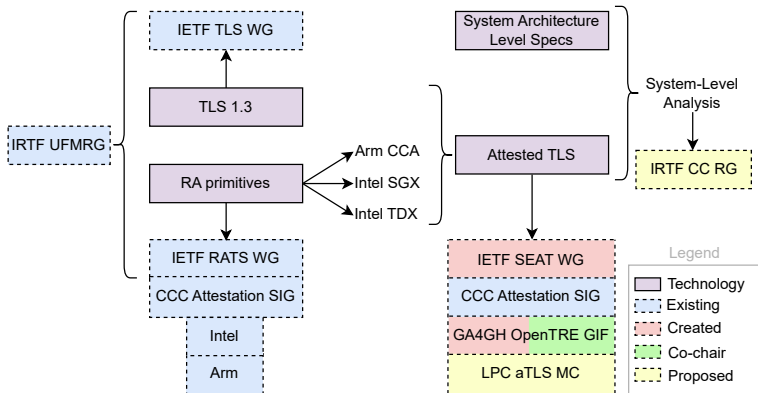 IETF TLS WG
TLS 1.3
IRTF UFMRG
RA primitives
Arm CCA
Intel SGX
Intel TDX
IETF RATS WG
CCC Attestation SIG
Intel
Arm
System Architecture
Level Specs
Attested TLS
System-Level
Analysis
IRTF CC RG
IETF SEAT WG
CCC Attestation SIG
GA4GH OpenTRE GIF
LPC aTLS MC
Legend
Technology
Existing
Created
Co-chair
Proposed